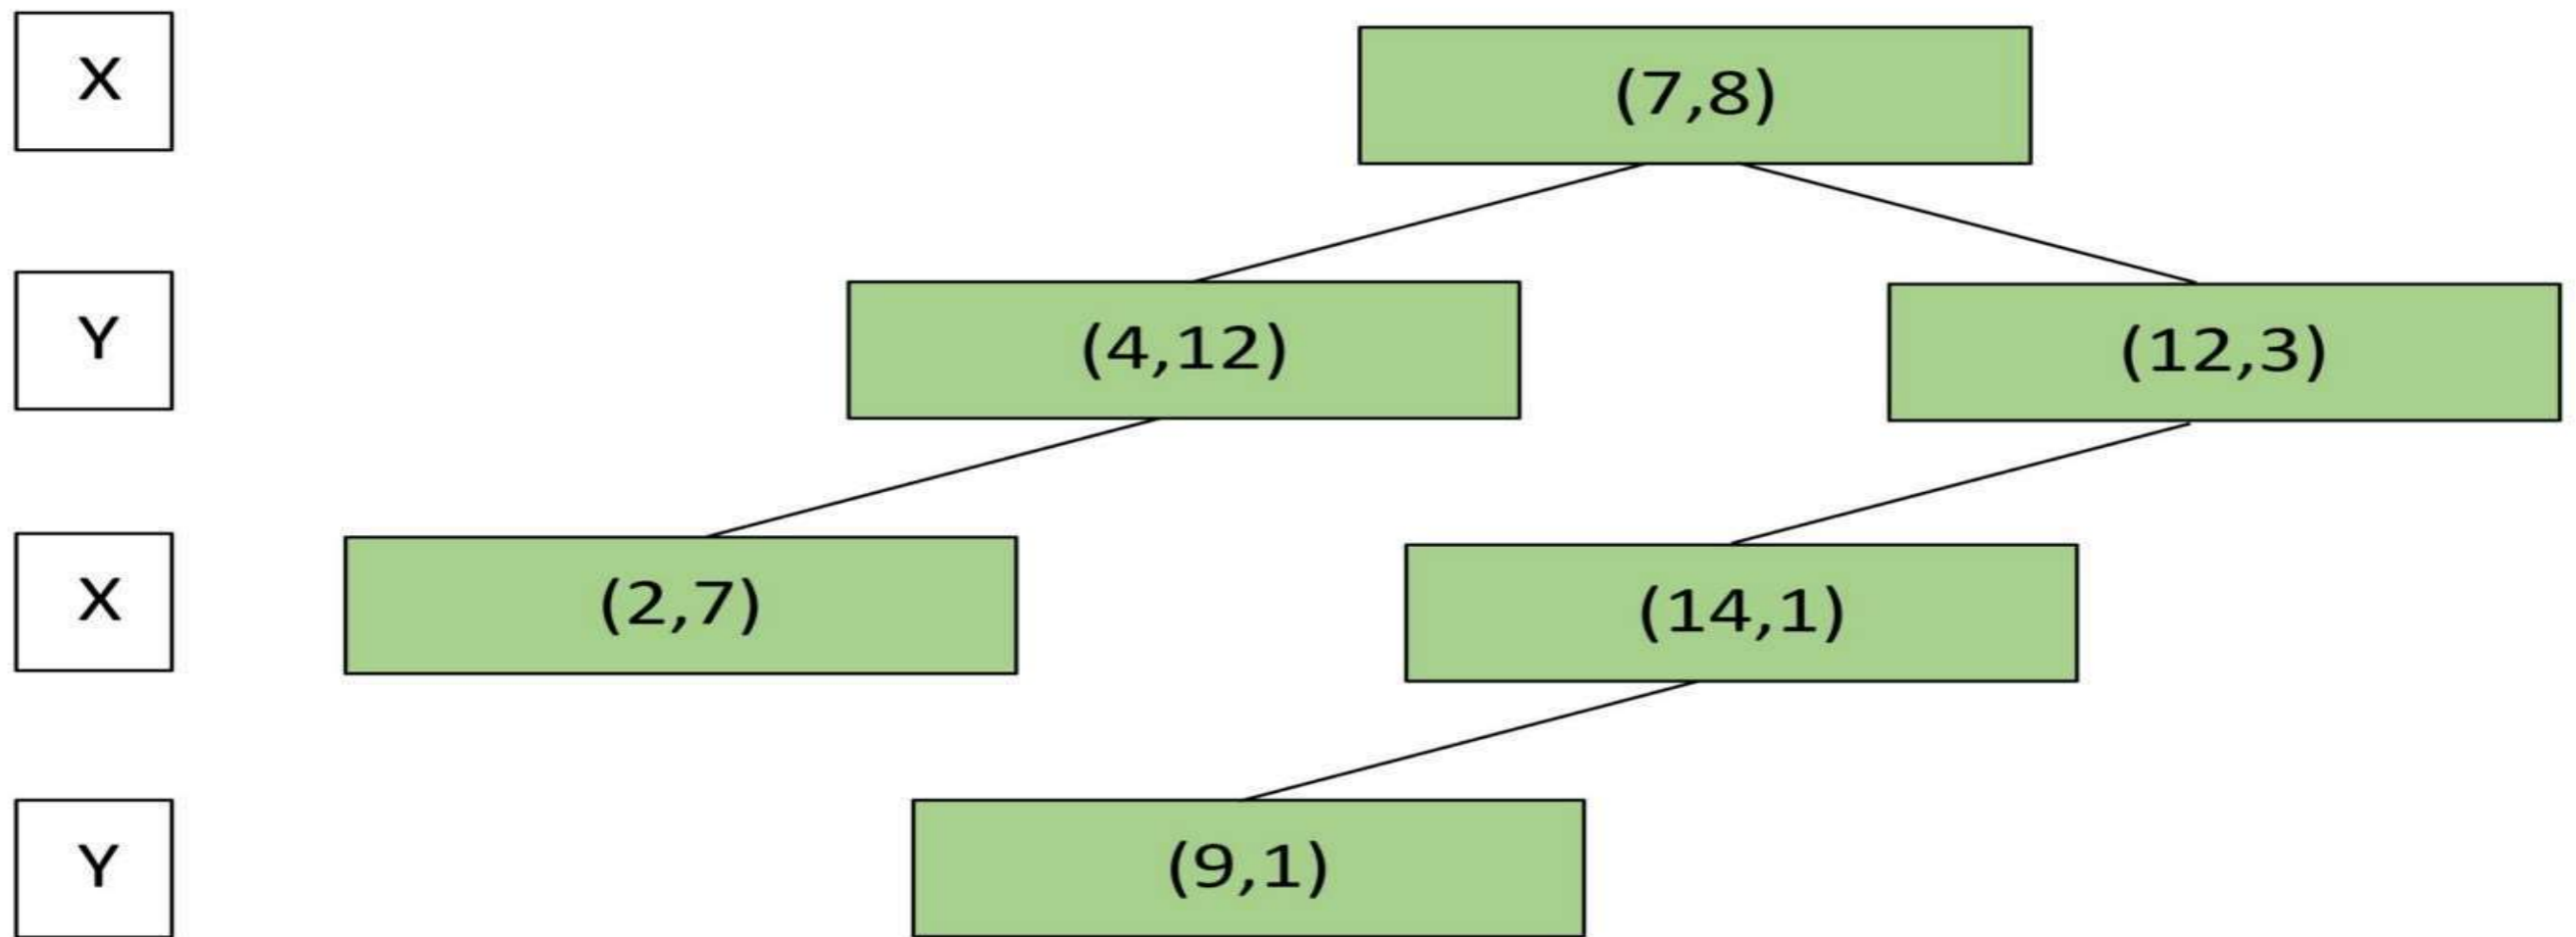 X
(7,8)
Y
(4,12)
(12,3)
X
(2,7)
(14,1)
Y
(9,1)